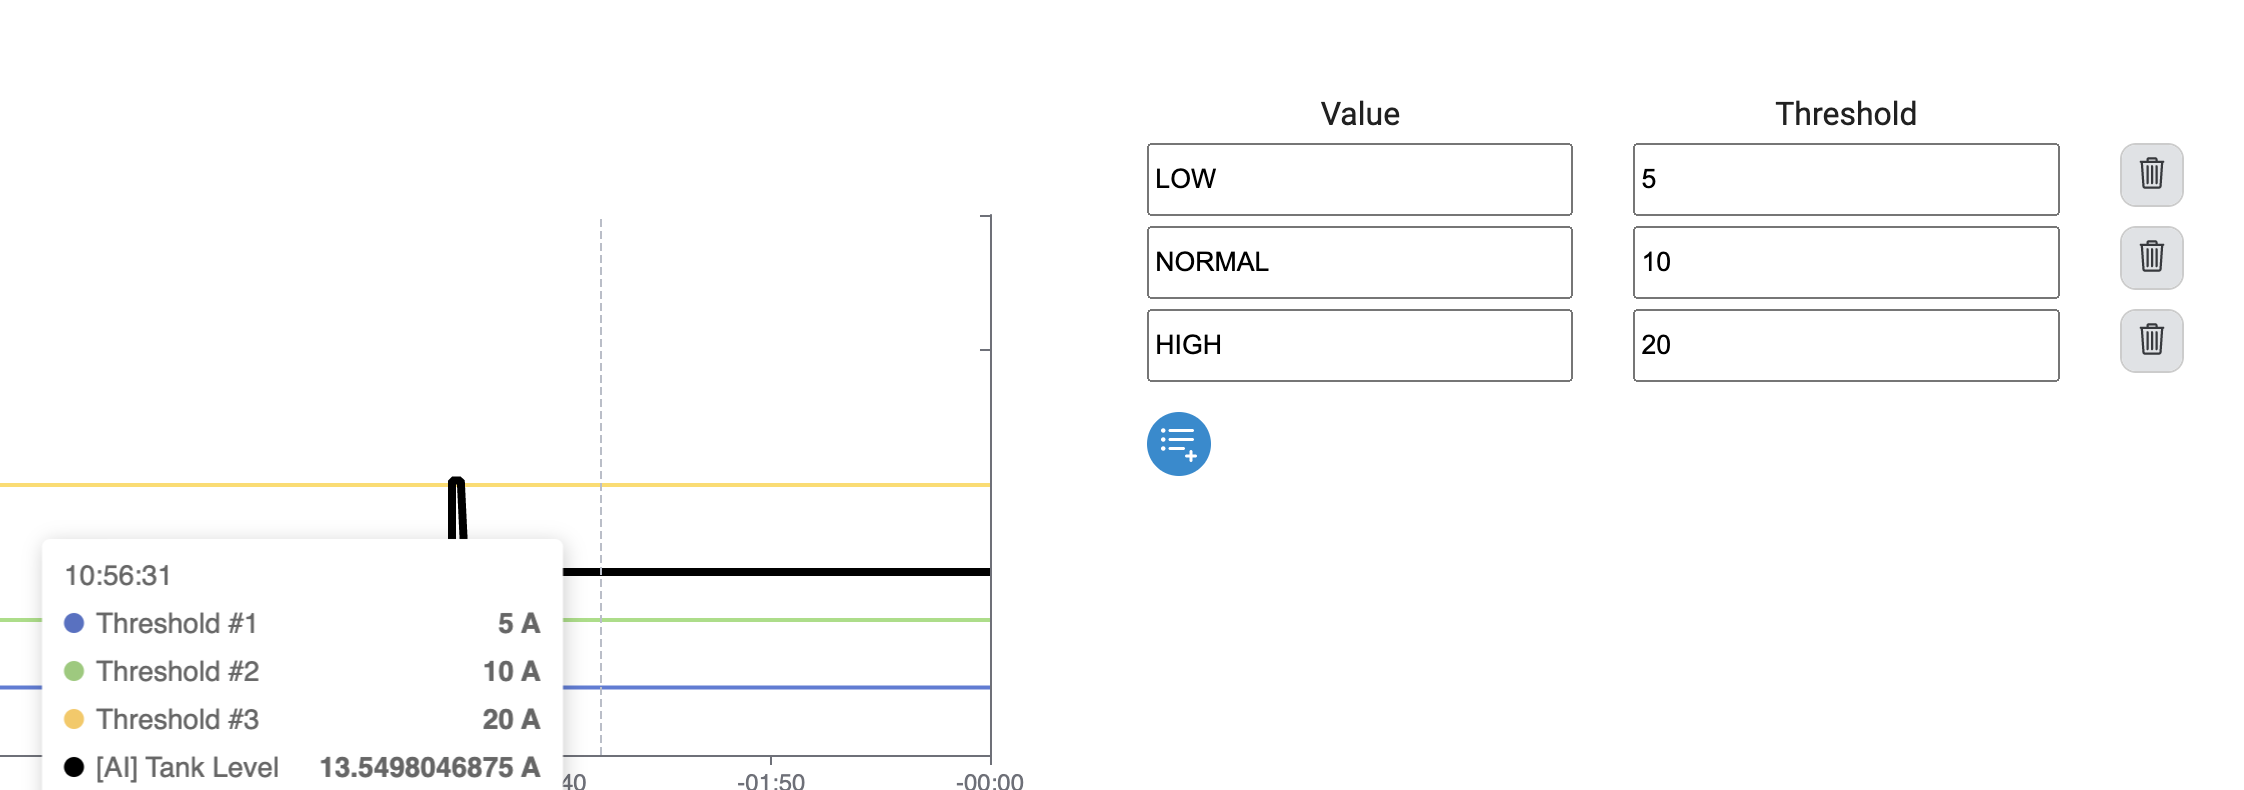 Value Threshold
LOW 5
NORMAL 10
HIGH 20
10:56:31
Threshold #1 5 A
Threshold #2 10 A
Threshold #3 20 A
[AI] Tank Level 13.5498046875 A
40 -01:50 -00:00